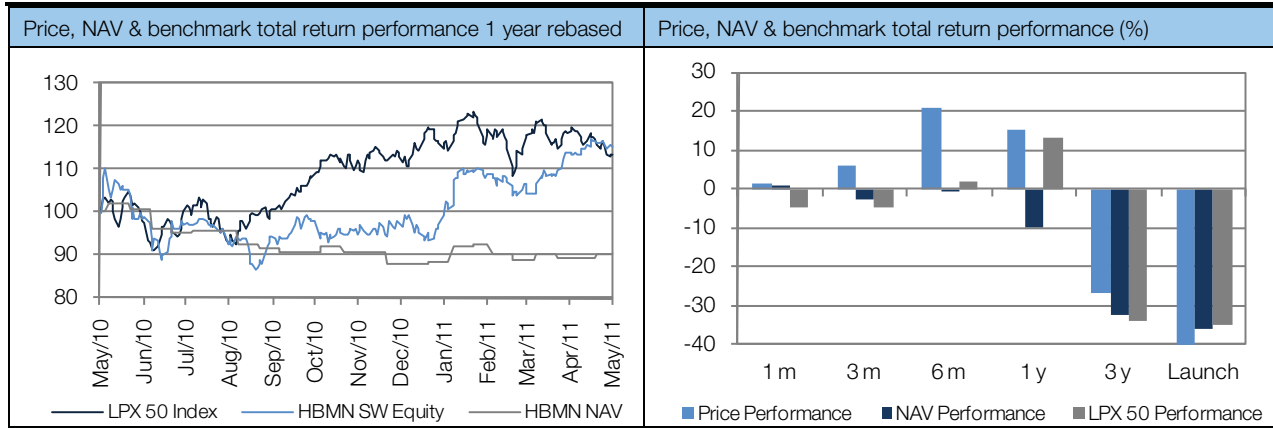 Price, NAV & benchmark total return performance 1 year rebased
130
120
110
100
90
80
May/10
Jun/10
Jul/10
Aug/10
Sep/10
Oct/10
Nov/10
Dec/10
Jan/11
Feb/11
Mar/11
Apr/11
May/11
LPX 50 Index HBMN SW Equity HBMN NAV
Price, NAV & benchmark total return performance (%)
30
20
10
0
-10
-20
-30
-40
1 m 3 m 6 m 1 y 3 y Launch
Price Performance NAV Performance LPX 50 Performance